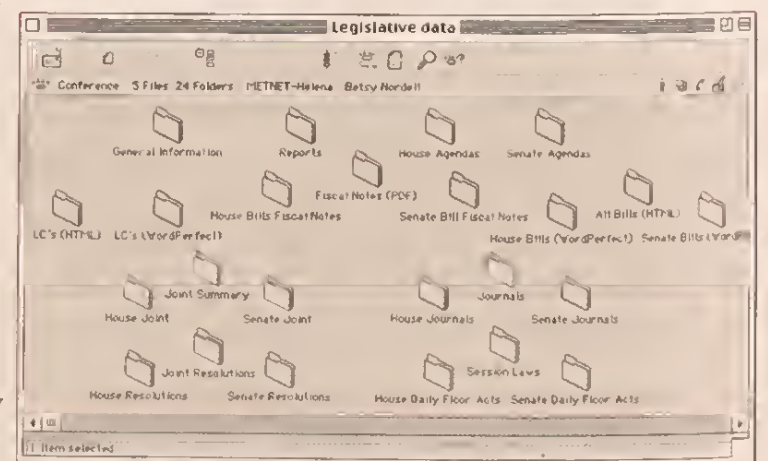 Legislative data
Conference 5 Files 24 Folders METNET-Helena Betsy Nordell
General Information Reports House Agendas Senate Agendas
Fiscal Notes (PDF)
House Bills Fiscal Notes Senate Bill Fiscal Notes All Bills (HTML)
LC's (HTML) LC's (WordPerfect) House Bills (WordPerfect) Senate Bills (Word
Joint Summary Journals
House Joint Senate Joint House Journals Senate Journals
Joint Resolutions Session Laws
House Resolutions Senate Resolutions House Daily Floor Acts Senate Daily Floor Acts
1 Item selected